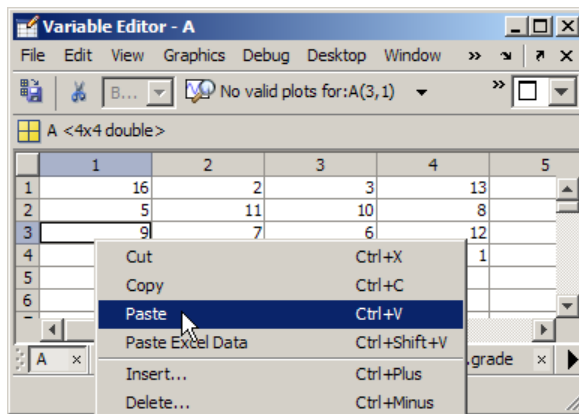 Variable Editor - A
File Edit View Graphics Debug Desktop Window »
B... No valid plots for:A(3,1) »
A <4x4 double>
1 2 3 4 5
1 16 2 3 13
2 5 11 10 8
3 9 7 6 12
4 1
5
6
Cut Ctrl+X
Copy Ctrl+C
Paste Ctrl+V
Paste Excel Data Ctrl+Shift+V
Insert... Ctrl+Plus
Delete... Ctrl+Minus
A × .grade ×